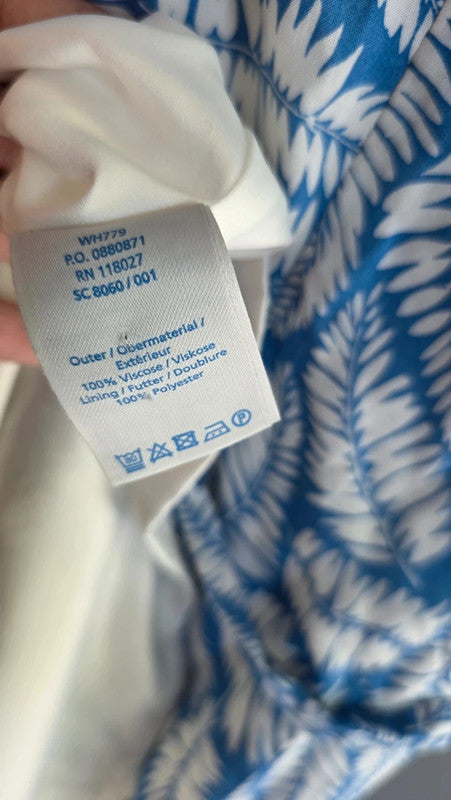 WH779
P.O. 0880871
RN 118027
SC 8060 / 001
Outer / Obermaterial /
Extérieur
100% Viscose / Viskose
Lining / Futter / Doublure
100% Polyester